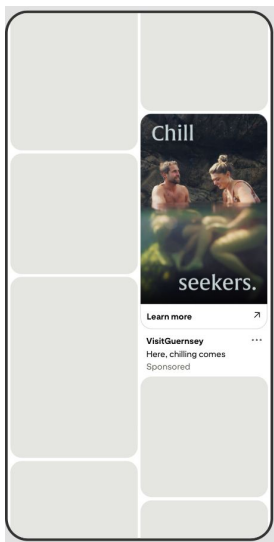 Chill
seekers.
Learn more
VisitGuernsey
Here, chilling comes
Sponsored